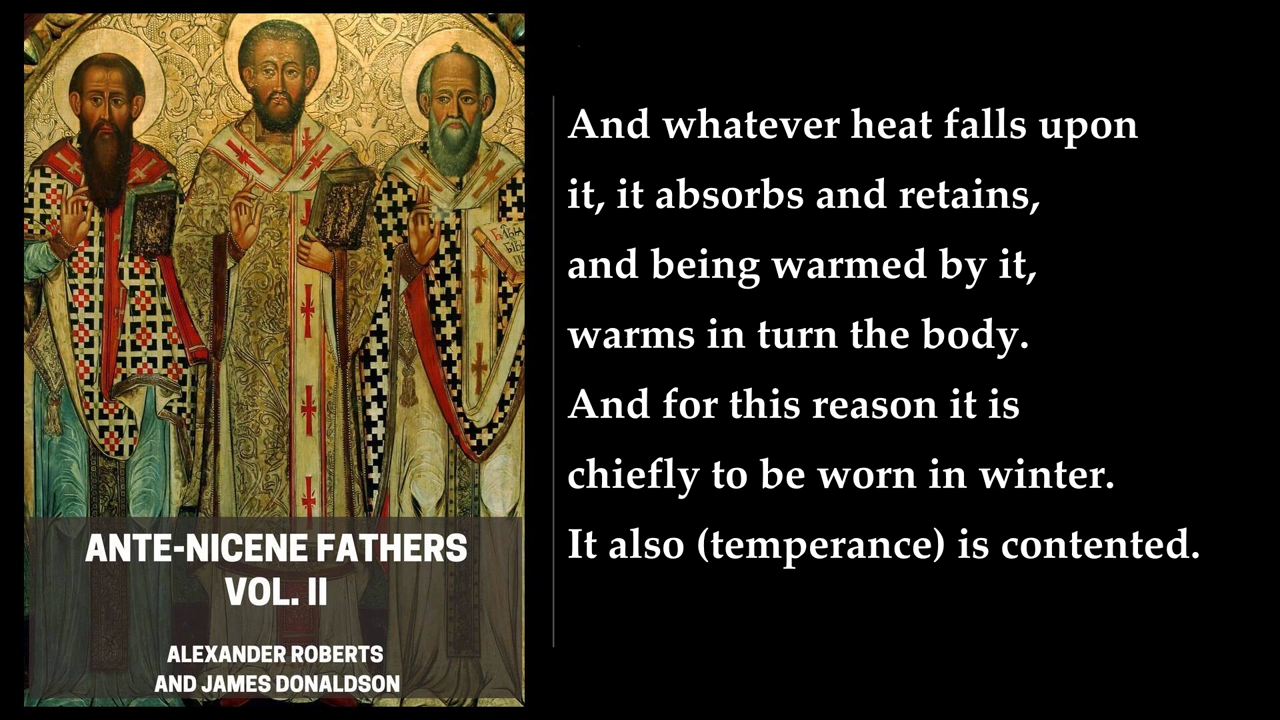 ANTE-NICENE FATHERS
VOL. II
ALEXANDER ROBERTS
AND JAMES DONALDSON
And whatever heat falls upon
it, it absorbs and retains,
and being warmed by it,
warms in turn the body.
And for this reason it is
chiefly to be worn in winter.
It also (temperance) is contented.